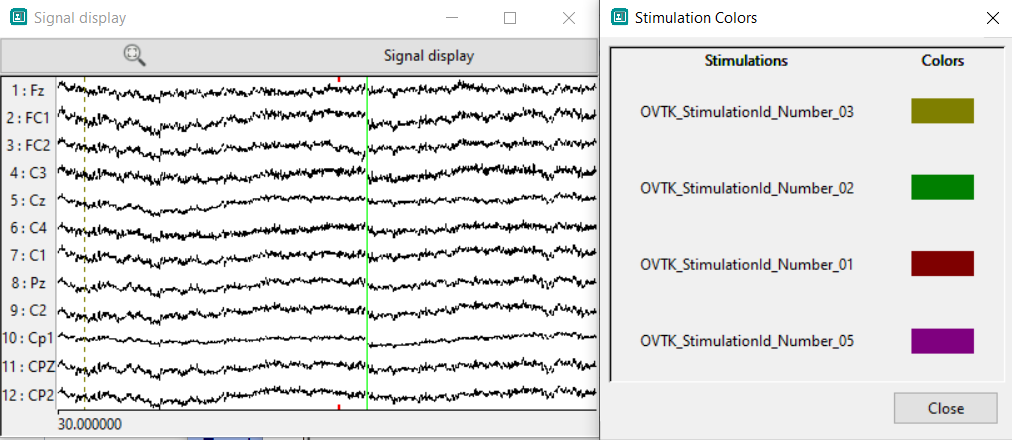 Signal display
Signal display
1 : Fz
2 : FC1
3 : FC2
4 : C3
5 : Cz
6 : C4
7 : C1
8 : Pz
9 : C2
10 : Cp1
11 : CPZ
12 : CP2
30.000000
Stimulation Colors
Stimulations Colors
OVTK_StimulationId_Number_03
OVTK_StimulationId_Number_02
OVTK_StimulationId_Number_01
OVTK_StimulationId_Number_05
Close